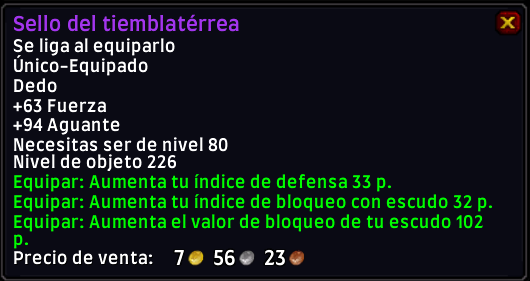 Sello del tiemblatérrea
Se liga al equiparlo
Único-Equipado
Dedo
+63 Fuerza
+94 Aguante
Necesitas ser de nivel 80
Nivel de objeto 226
Equipar: Aumenta tu índice de defensa 33 p.
Equipar: Aumenta tu índice de bloqueo con escudo 32 p.
Equipar: Aumenta el valor de bloqueo de tu escudo 102
p.
Precio de venta: 7 56 23